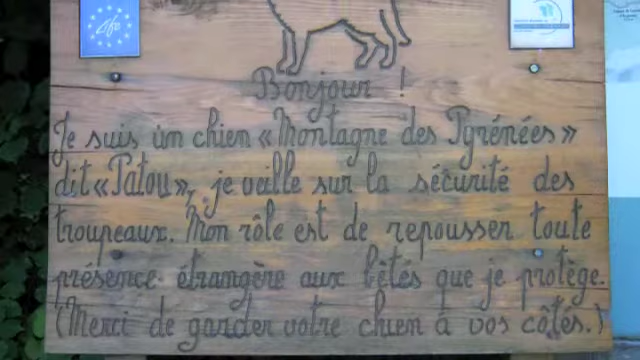 life
Bonjour !
Je suis un chien « Montagne des Pyrénées »
dit « Patou », je veille sur la sécurité des
troupeaux. Mon rôle est de repousser toute
présence étrangère aux bêtes que je protège.
(Merci de garder votre chien à vos côtés.)